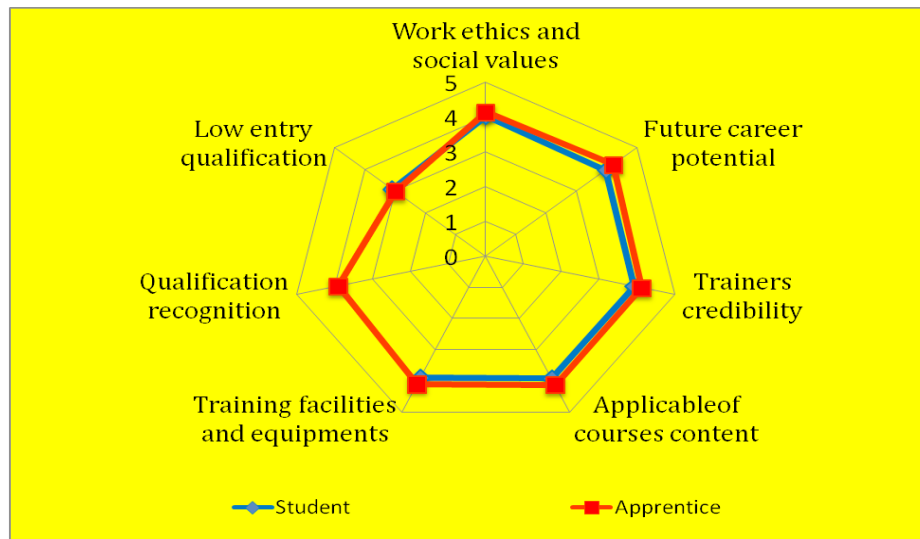 Work ethics and
social values
5
4
3
2
1
0
Future career
potential
Trainers
credibility
Applicableof
courses content
Training facilities
and equipments
Qualification
recognition
Low entry
qualification
Student
Apprentice